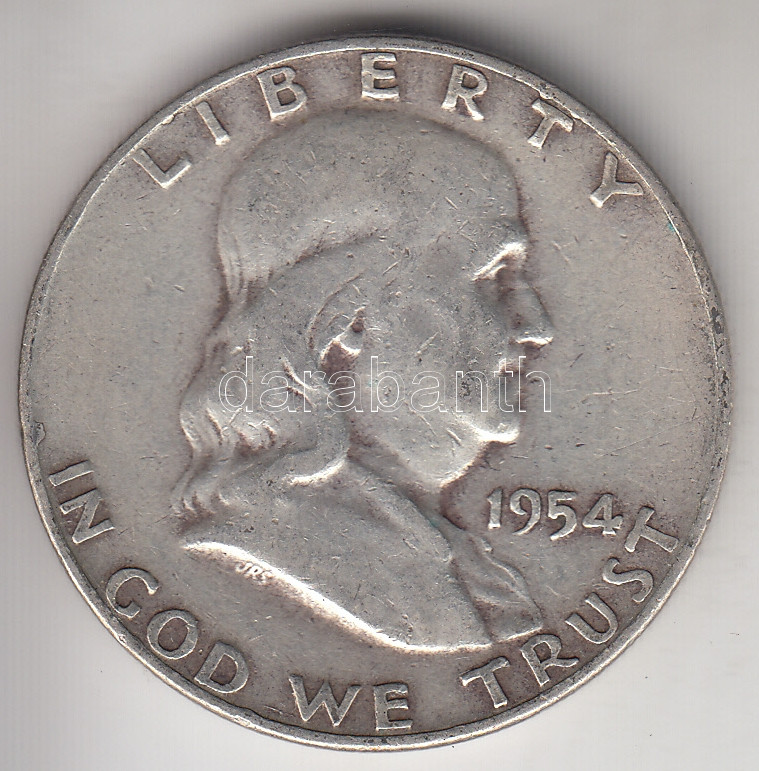 LIBERTY
darabanth
1954
IN GOD WE TRUST
JRS